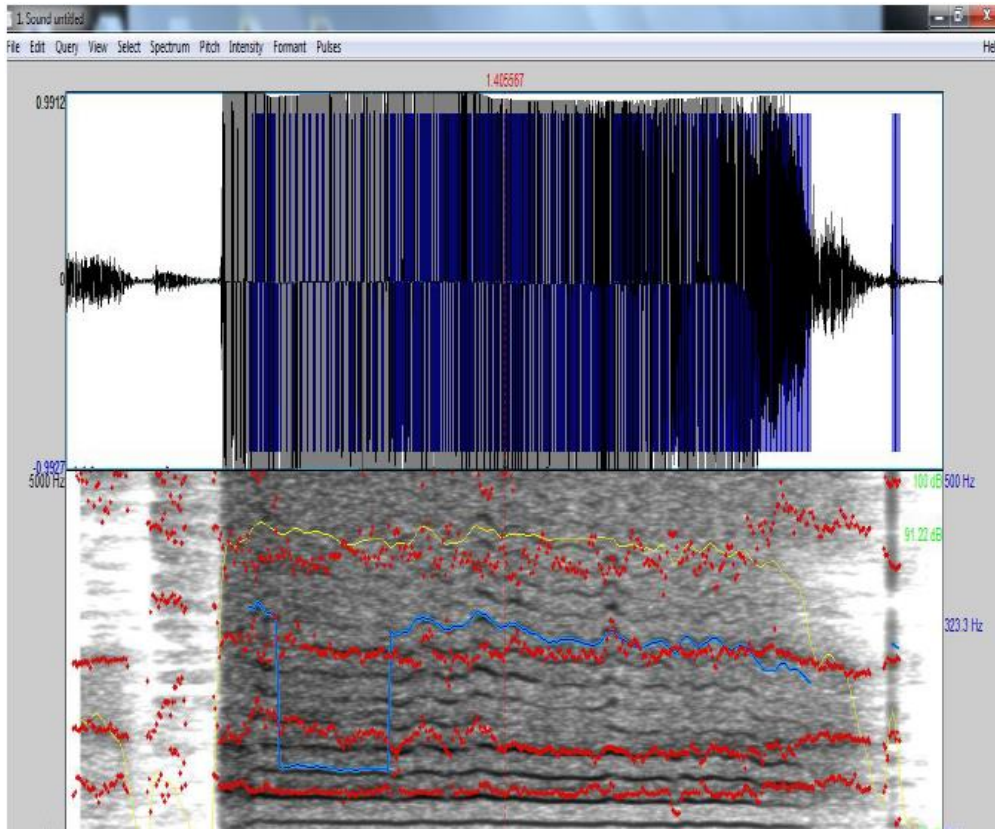 1. Sound untitled
File Edit Query View Select Spectrum Pitch Intensity Formant Pulses Hel
1.405567
0.9912
0
-0.9927
5000 Hz
100 dB 500 Hz
91.22 dB
323.3 Hz